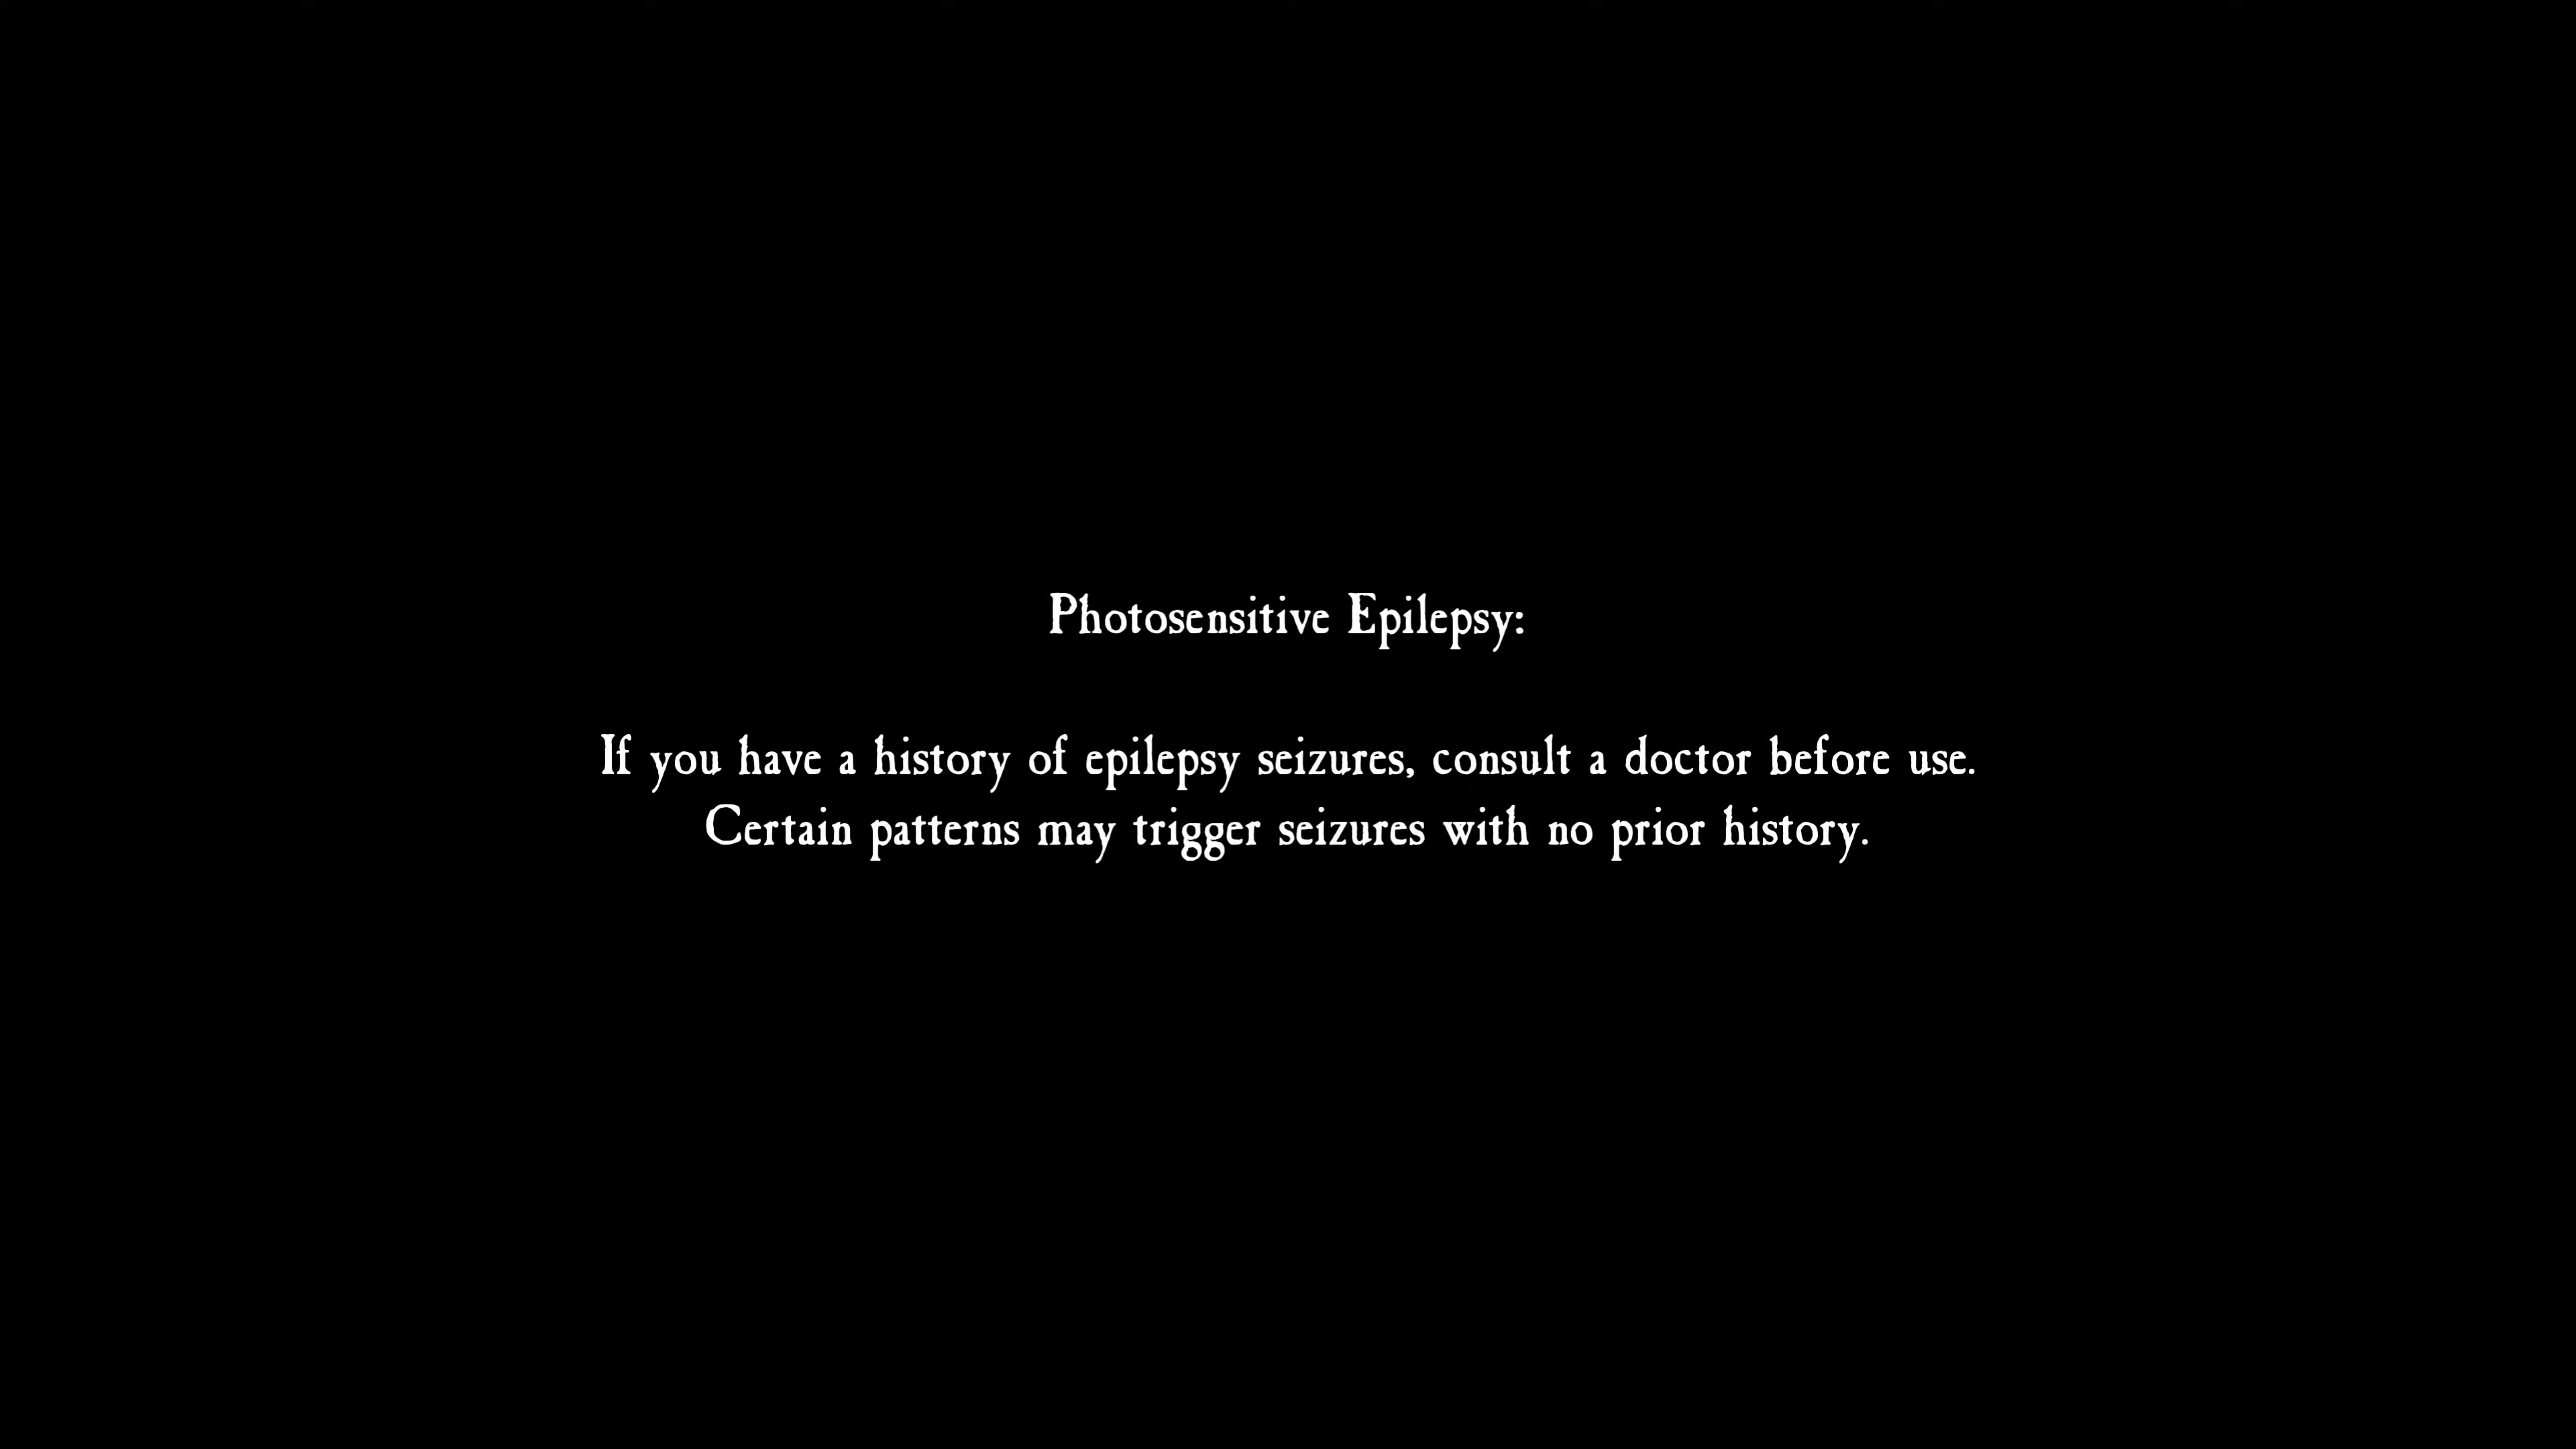 Photosensitive Epilepsy:
If you have a history of epilepsy seizures, consult a doctor before use.
Certain patterns may trigger seizures with no prior history.